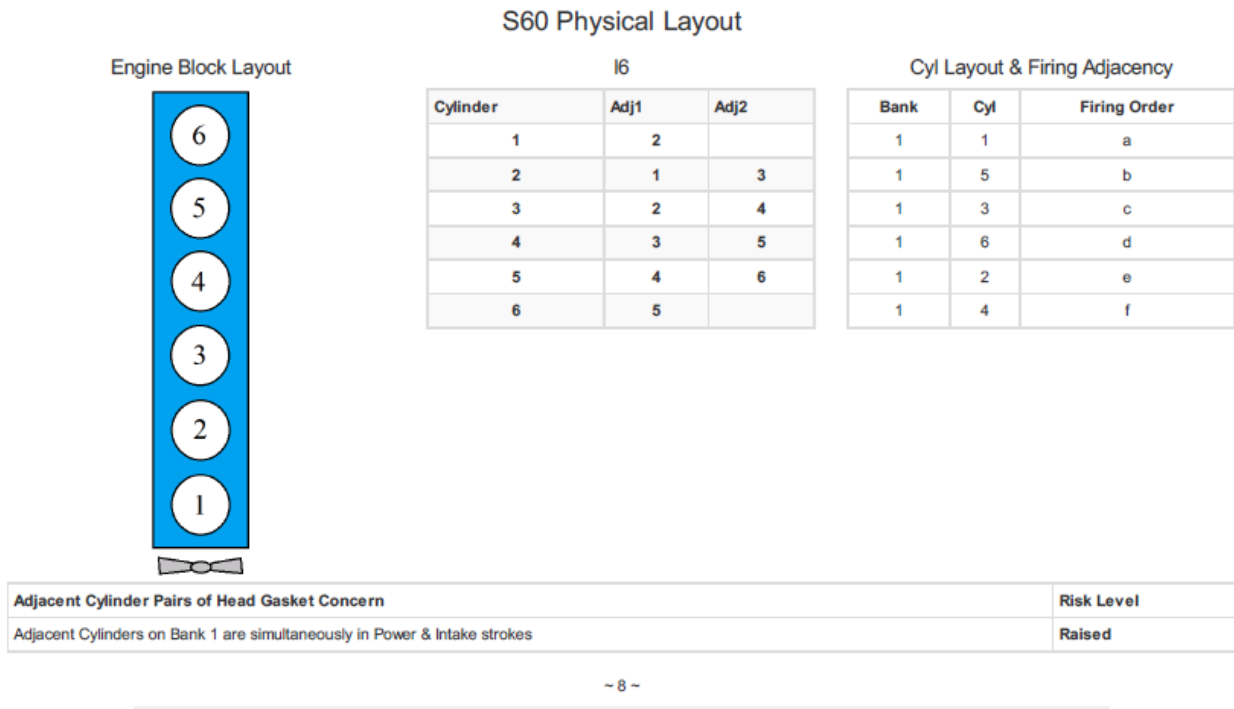 S60 Physical Layout
Engine Block Layout
6
5
4
3
2
1
I6
Cylinder Adj1 Adj2
1 2
2 1 3
3 2 4
4 3 5
5 4 6
6 5
Cyl Layout & Firing Adjacency
Bank Cyl Firing Order
1 1 a
1 5 b
1 3 c
1 6 d
1 2 e
1 4 f
Adjacent Cylinder Pairs of Head Gasket Concern Risk Level
Adjacent Cylinders on Bank 1 are simultaneously in Power & Intake strokes Raised
~ 8 ~